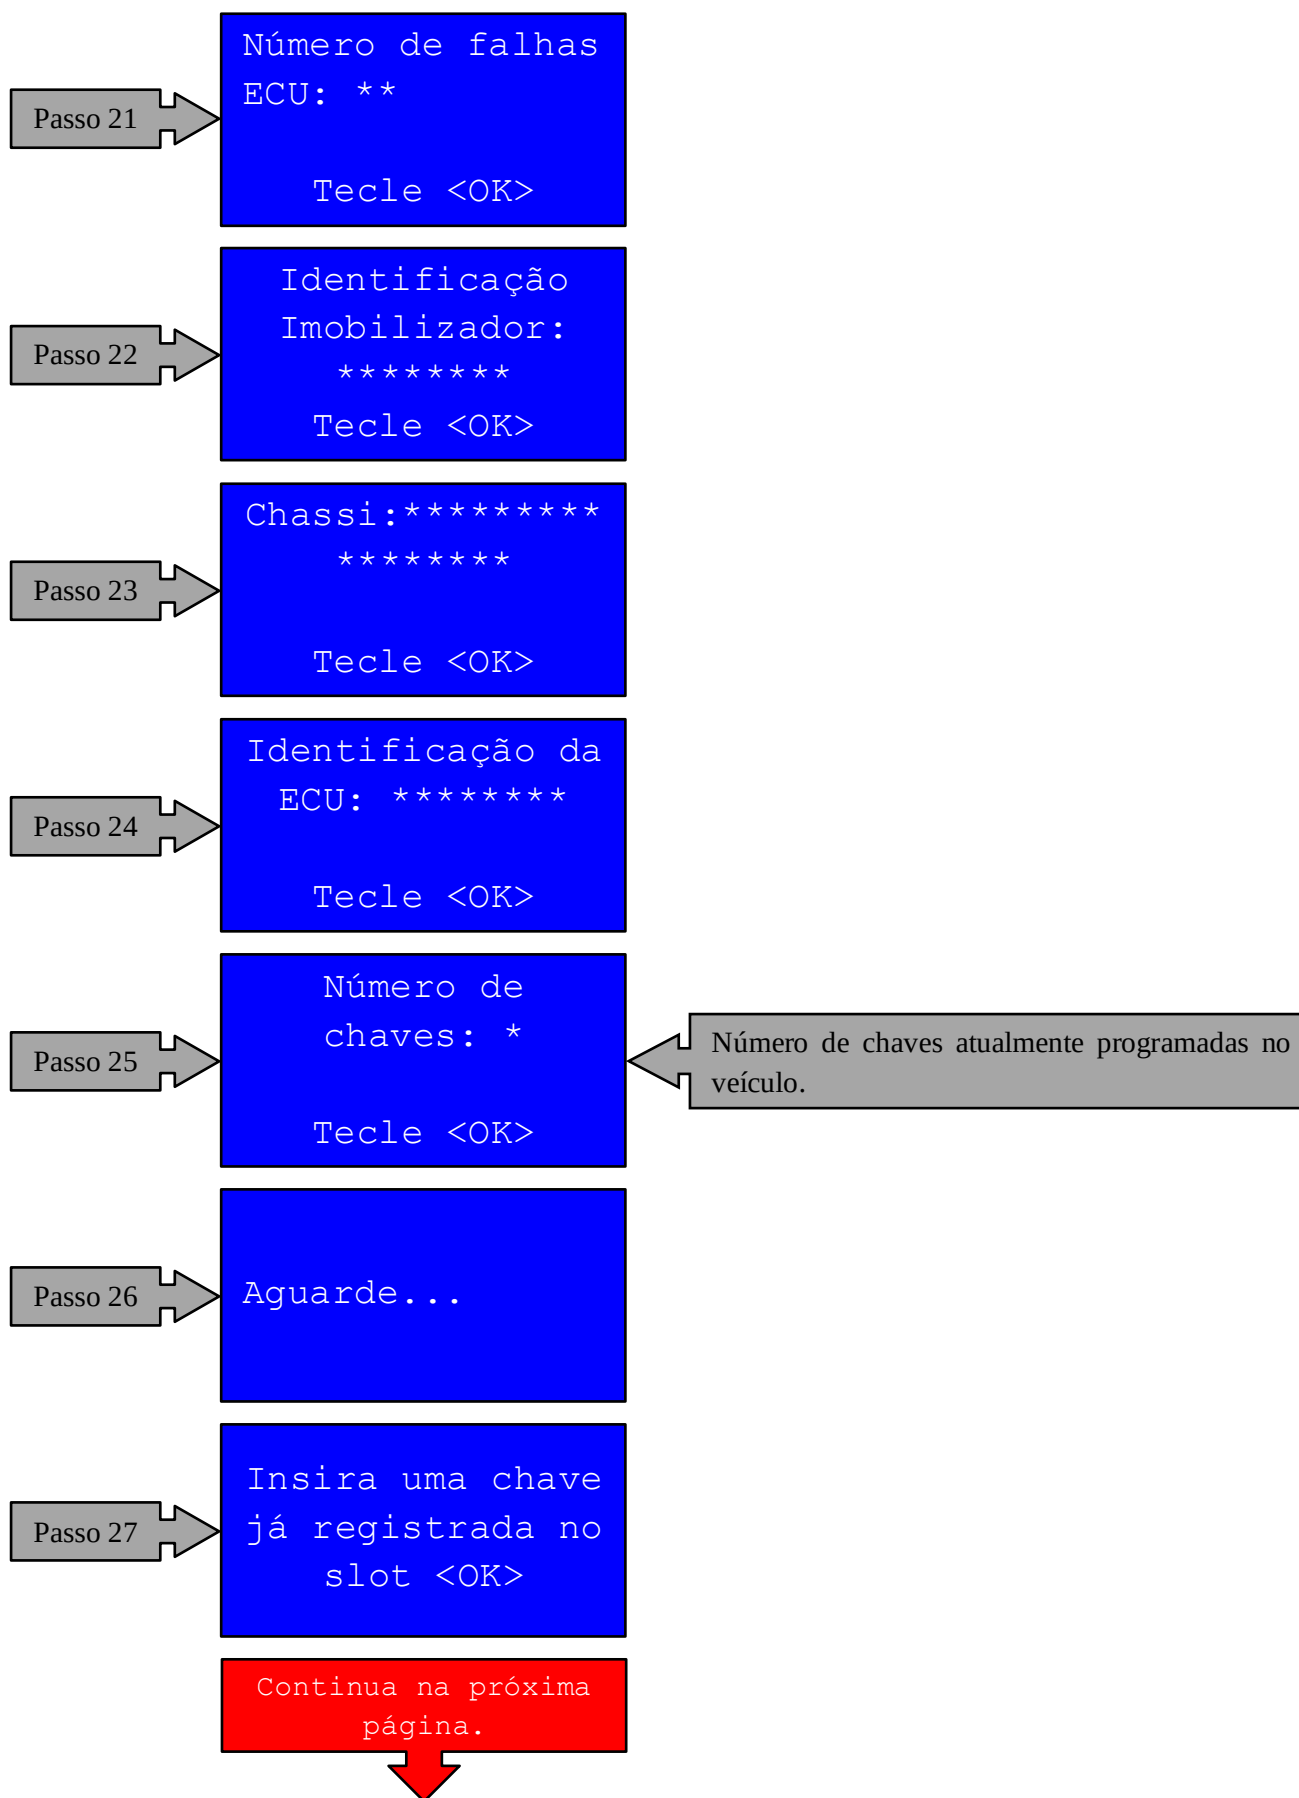 Passo 21
Número de falhas
ECU: **
Tecle <OK>
Passo 22
Identificação
Imobilizador:
********
Tecle <OK>
Passo 23
Chassi:*********
********
Tecle <OK>
Passo 24
Identificação da
ECU: ********
Tecle <OK>
Passo 25
Número de
chaves: *
Tecle <OK>
Número de chaves atualmente programadas no
veículo.
Passo 26
Aguarde...
Passo 27
Insira uma chave
já registrada no
slot <OK>
Continua na próxima
página.